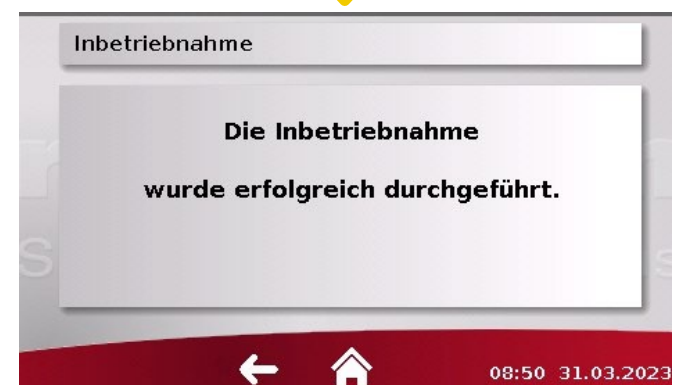 Inbetriebnahme
Die Inbetriebnahme
wurde erfolgreich durchgeführt.
08:50 31.03.2023